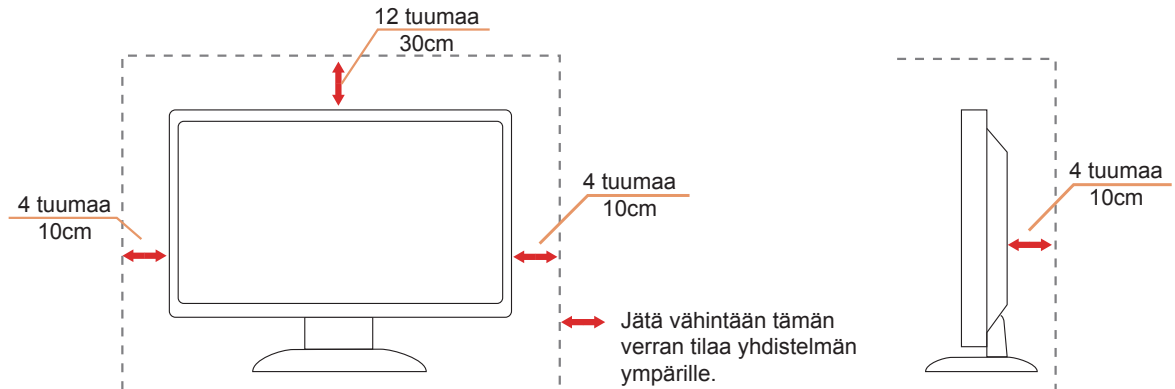 12 tuumaa
30cm
4 tuumaa
10cm
4 tuumaa
10cm
Jätä vähintään tämän
verran tilaa yhdistelmän
ympärille.
4 tuumaa
10cm